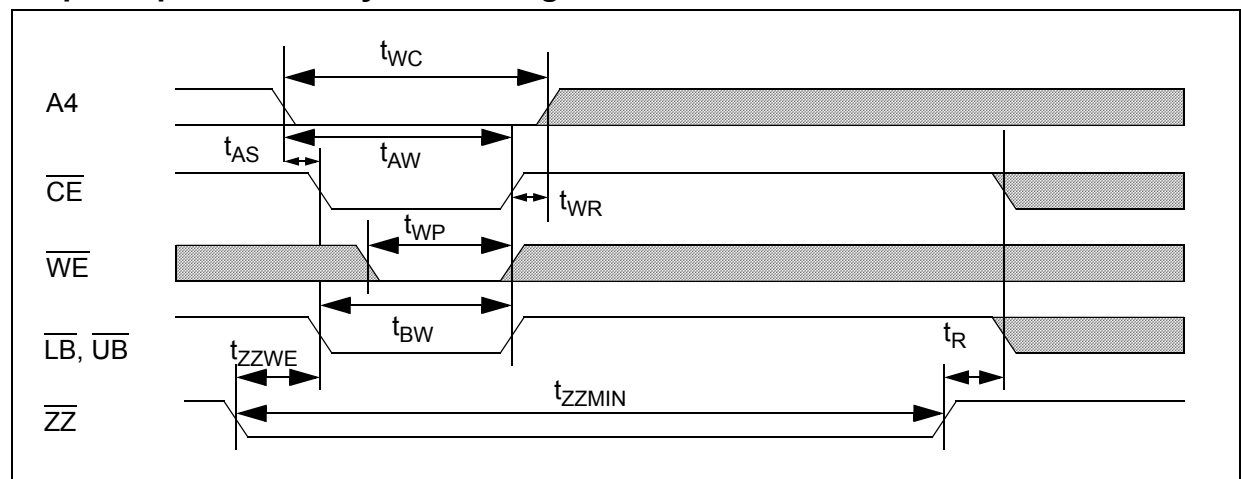 tWC
A4
tAS
tAW
CE
tWR
tWP
WE
tBW
LB, UB
tR
tZZWE
tZZMIN
ZZ